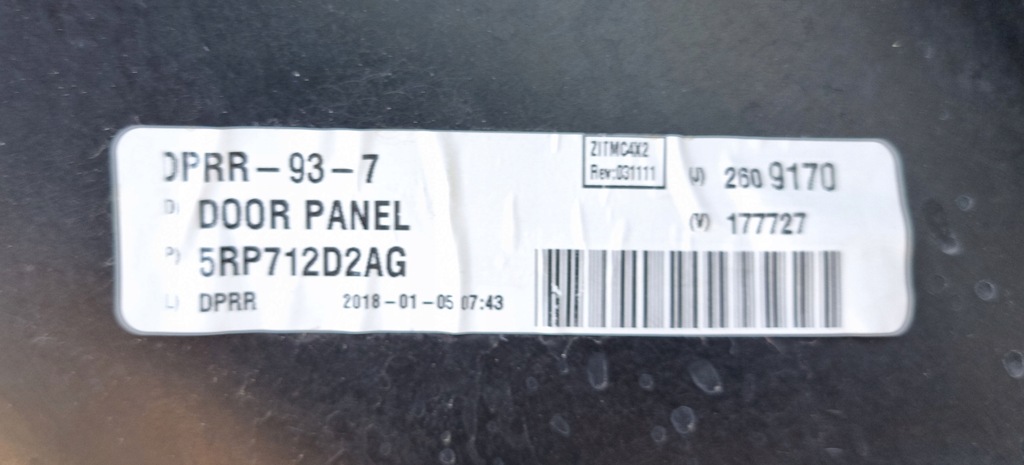 DPRR-93-7
ZITMC4X2
Rev:031111
J) 260 9170
D) DOOR PANEL
(V) 177727
P) 5RP712D2AG
L) DPRR 2018-01-05 07:43